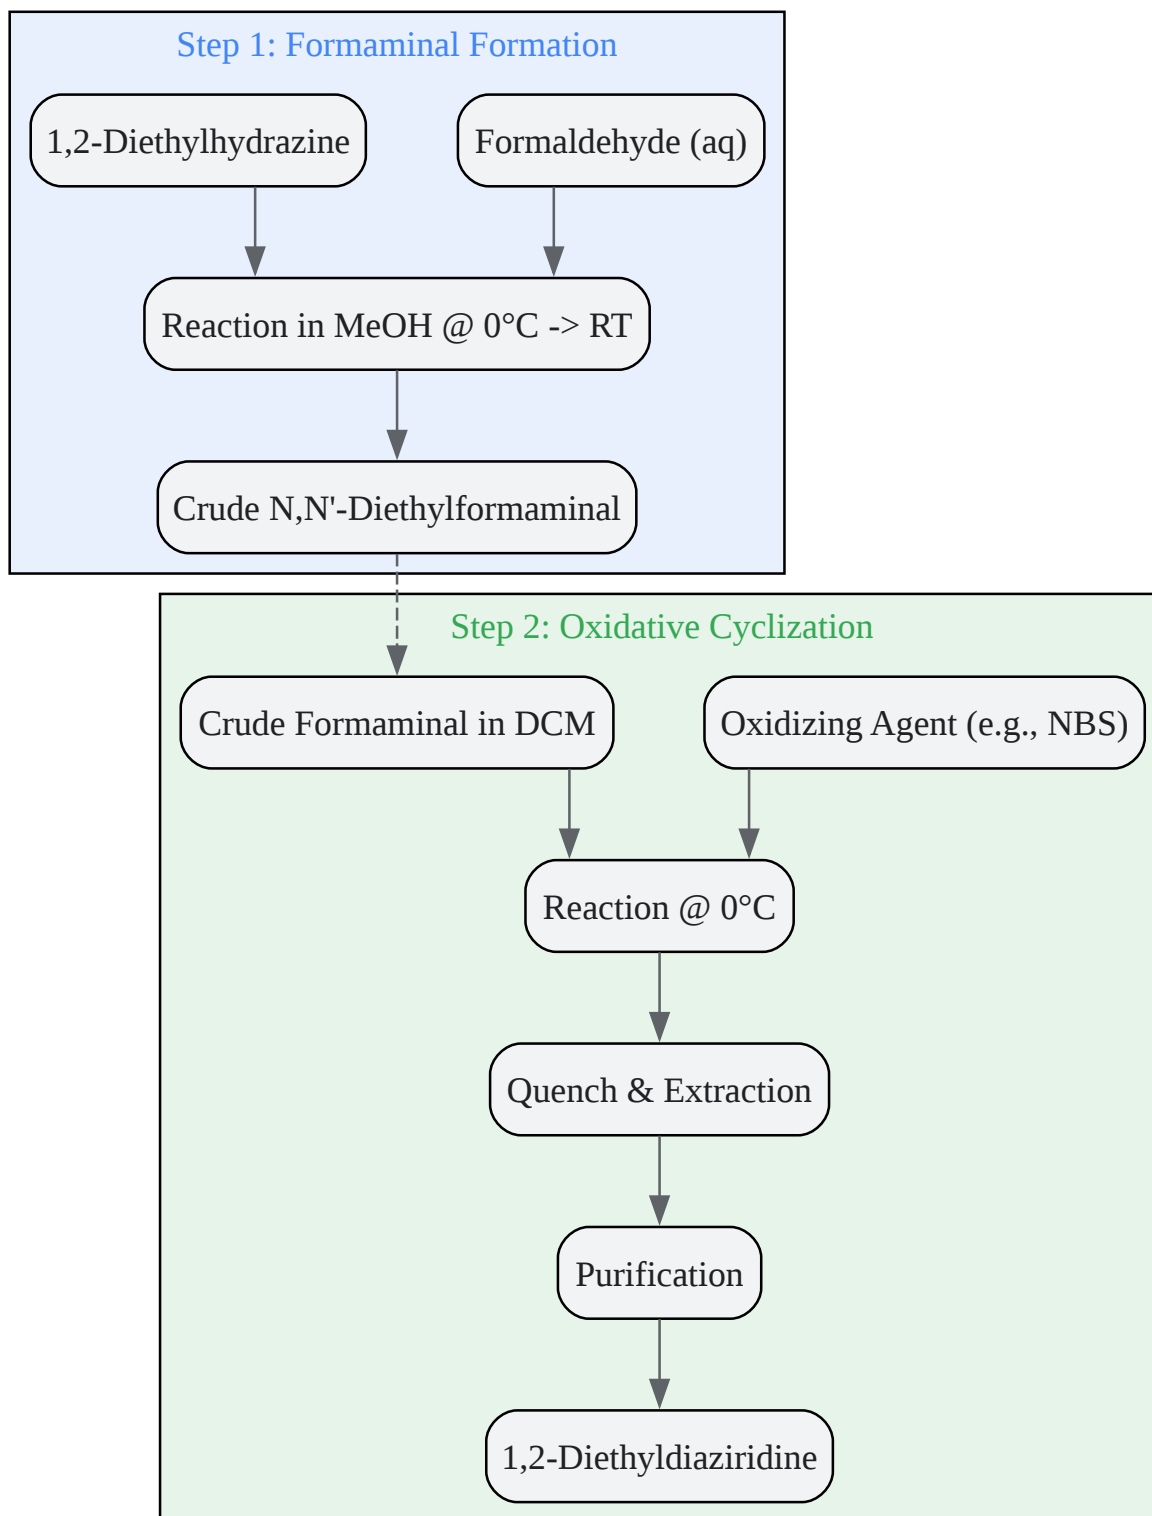 Step 1: Formaminal Formation
1,2-Diethylhydrazine
Formaldehyde (aq)
Reaction in MeOH @ 0°C -> RT
Crude N,N'-Diethylformaminal
Step 2: Oxidative Cyclization
Crude Formaminal in DCM
Oxidizing Agent (e.g., NBS)
Reaction @ 0°C
Quench & Extraction
Purification
1,2-Diethyldiaziridine